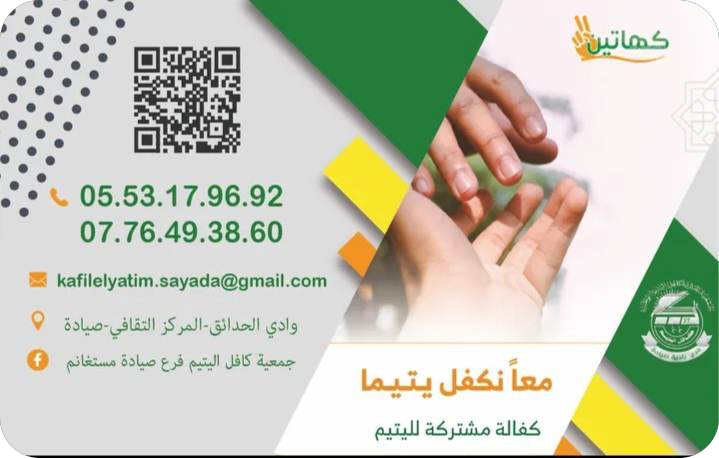 كهاتين
05.53.17.96.92
07.76.49.38.60
kafilelyatim.sayada@gmail.com
وادي الحدائق-المركز التقافي-صيادة
جمعية كافل اليتيم فرع صيادة مستغانم
معاً نكفل يتيما
كفالة مشتركة لليتيم